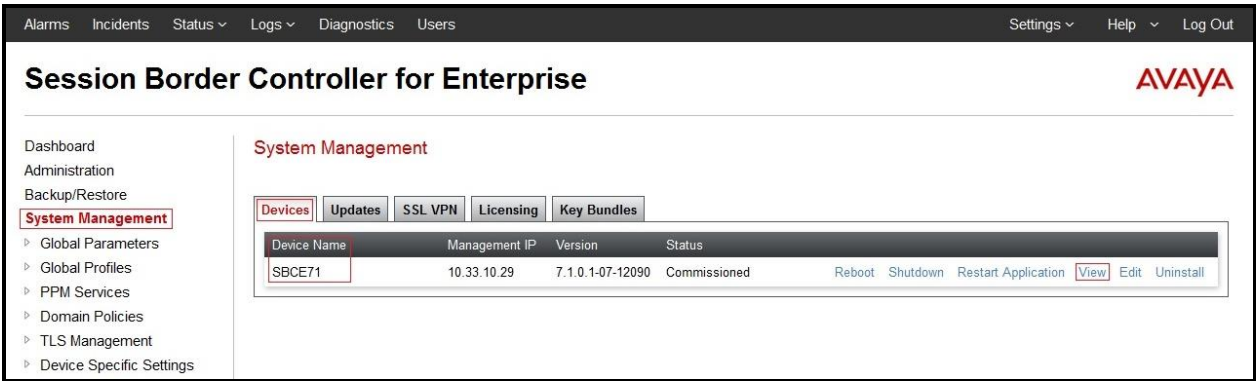 Alarms Incidents Status Logs Diagnostics Users Settings Help Log Out
Session Border Controller for Enterprise
AVAYA
Dashboard
Administration
Backup/Restore
System Management
Global Parameters
Global Profiles
PPM Services
Domain Policies
TLS Management
Device Specific Settings
System Management
Devices Updates SSL VPN Licensing Key Bundles
Device Name Management IP Version Status
SBCE71 10.33.10.29 7.1.0.1-07-12090 Commissioned Reboot Shutdown Restart Application View Edit Uninstall